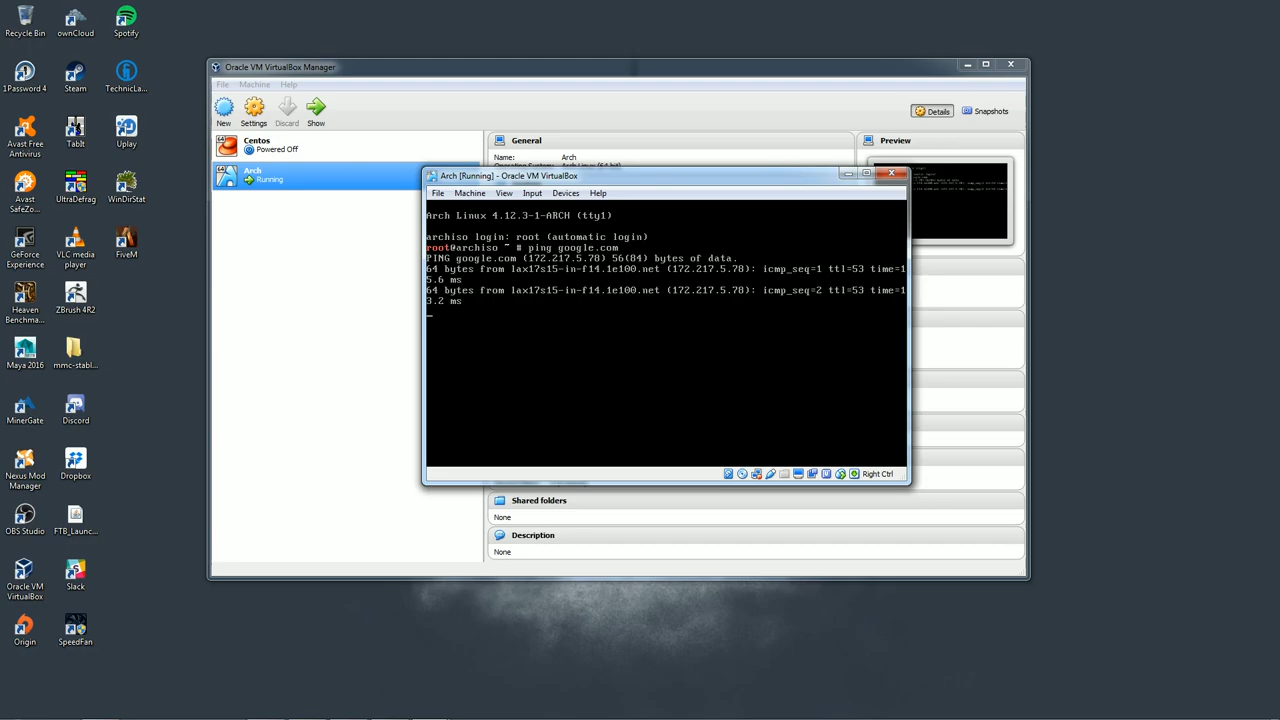 Recycle Bin
ownCloud
Spotify
1Password 4
Steam
TechnicLa...
Avast Free
Antivirus
TabIt
Uplay
Avast
SafeZo...
UltraDefrag
WinDirStat
GeForce
Experience
VLC media
player
FiveM
Heaven
Benchma...
ZBrush 4R2
Maya 2016
mmc-stabl...
MinerGate
Discord
Nexus Mod
Manager
Dropbox
OBS Studio
FTB_Launc...
Oracle VM
VirtualBox
Slack
Origin
SpeedFan
Oracle VM VirtualBox Manager
File Machine Help
New Settings Discard Show
Details Snapshots
64 Centos
Powered Off
64 Arch
Running
General
Name: Arch
Operating System: Arch Linux (64-bit)
Preview
Arch [Running] - Oracle VM VirtualBox
File Machine View Input Devices Help
Arch Linux 4.12.3-1-ARCH (tty1)
archiso login: root (automatic login)
root@archiso ~ # ping google.com
PING google.com (172.217.5.78) 56(84) bytes of data.
64 bytes from lax17s15-in-f14.1e100.net (172.217.5.78): icmp_seq=1 ttl=53 time=1
5.6 ms
64 bytes from lax17s15-in-f14.1e100.net (172.217.5.78): icmp_seq=2 ttl=53 time=1
3.2 ms
Right Ctrl
Shared folders
None
Description
None